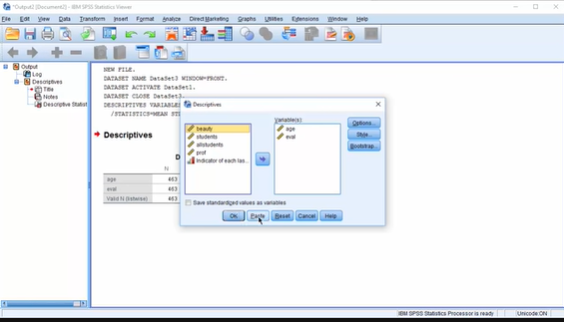 *Output2 [Document2] - IBM SPSS Statistics Viewer
File Edit View Data Transform Insert Format Analyze Direct Marketing Graphs Utilities Extensions Window Help
Output
Log
Descriptives
Title
Notes
Descriptive Statist
NEW FILE.
DATASET NAME DataSet3 WINDOW=FRONT.
DATASET ACTIVATE DataSet1.
DATASET CLOSE DataSet3.
DESCRIPTIVES VARIABLES
/STATISTICS=MEAN ST
Descriptives
D
N
age 463
eval 463
Valid N (listwise) 463
Descriptives
Variable(s):
beauty
students
allstudents
prof
Indicator of each tau...
age
eval
Options...
Style...
Bootstrap...
Save standardized values as variables
OK Paste Reset Cancel Help
IBM SPSS Statistics Processor is ready Unicode:ON